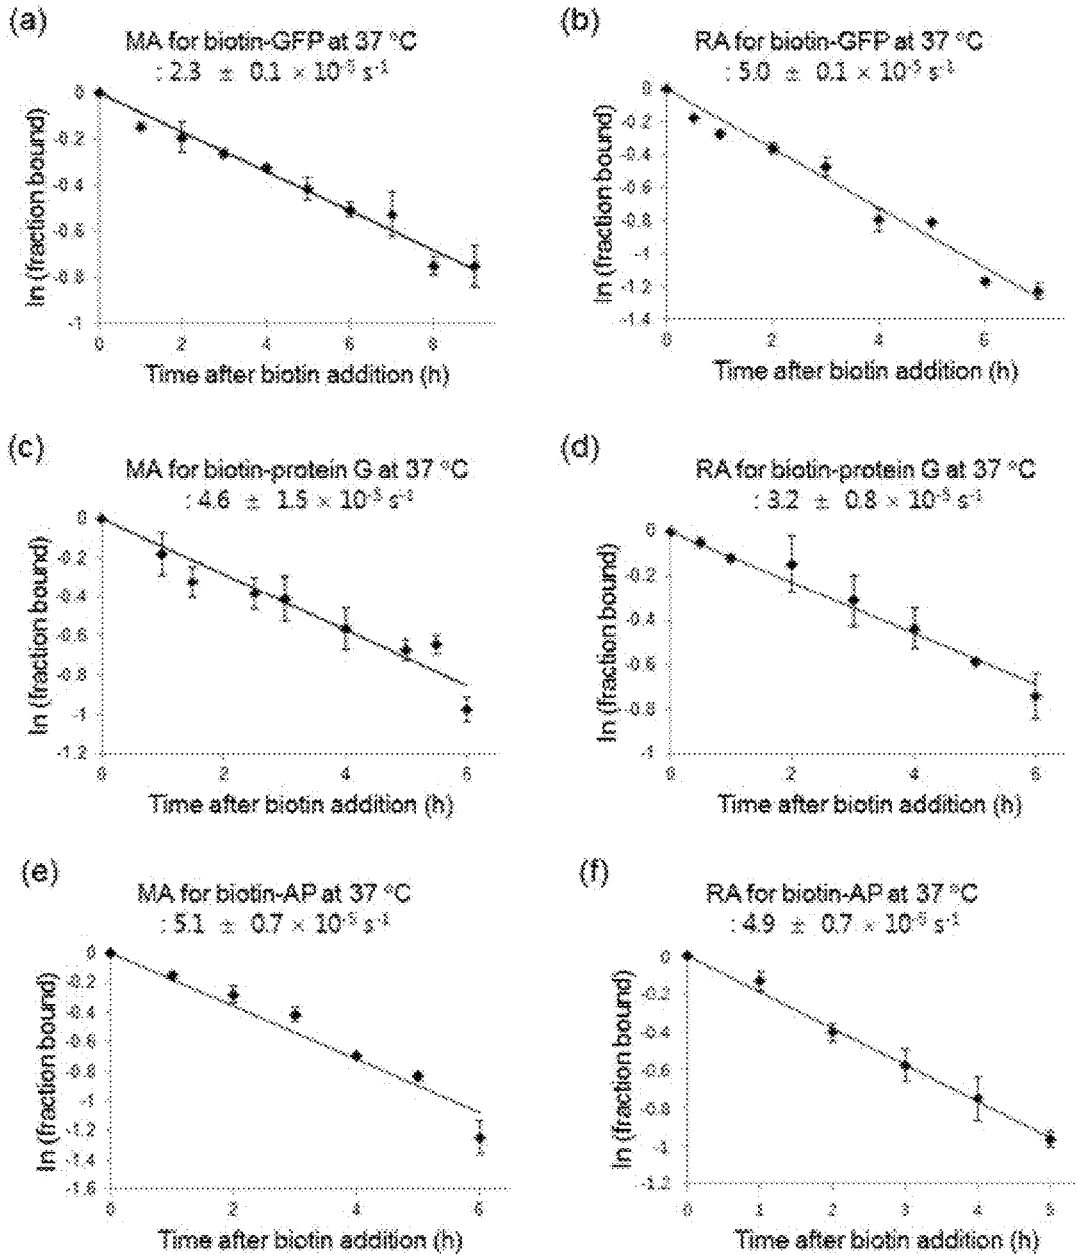 (a)
MA for biotin-GFP at 37 °C
: 2.3 ± 0.1 × 10⁻⁵ s⁻¹
ln (fraction bound)
0
-0.2
-0.4
-0.6
-0.8
-1
0 2 4 6 8
Time after biotin addition (h)
(b)
RA for biotin-GFP at 37 °C
: 5.0 ± 0.1 × 10⁻⁵ s⁻¹
ln (fraction bound)
0
-0.2
-0.4
-0.6
-0.8
-1
-1.2
-1.4
0 2 4 6
Time after biotin addition (h)
(c)
MA for biotin-protein G at 37 °C
: 4.6 ± 1.5 × 10⁻⁵ s⁻¹
ln (fraction bound)
0
-0.2
-0.4
-0.6
-0.8
-1
-1.2
0 2 4 6
Time after biotin addition (h)
(d)
RA for biotin-protein G at 37 °C
: 3.2 ± 0.8 × 10⁻⁵ s⁻¹
ln (fraction bound)
0
-0.2
-0.4
-0.6
-0.8
-1
0 2 4 6
Time after biotin addition (h)
(e)
MA for biotin-AP at 37 °C
: 5.1 ± 0.7 × 10⁻⁵ s⁻¹
ln (fraction bound)
0
-0.2
-0.4
-0.6
-0.8
-1
-1.2
-1.4
-1.6
0 2 4 6
Time after biotin addition (h)
(f)
RA for biotin-AP at 37 °C
: 4.9 ± 0.7 × 10⁻⁵ s⁻¹
ln (fraction bound)
0
-0.2
-0.4
-0.6
-0.8
-1
-1.2
0 1 2 3 4 5
Time after biotin addition (h)